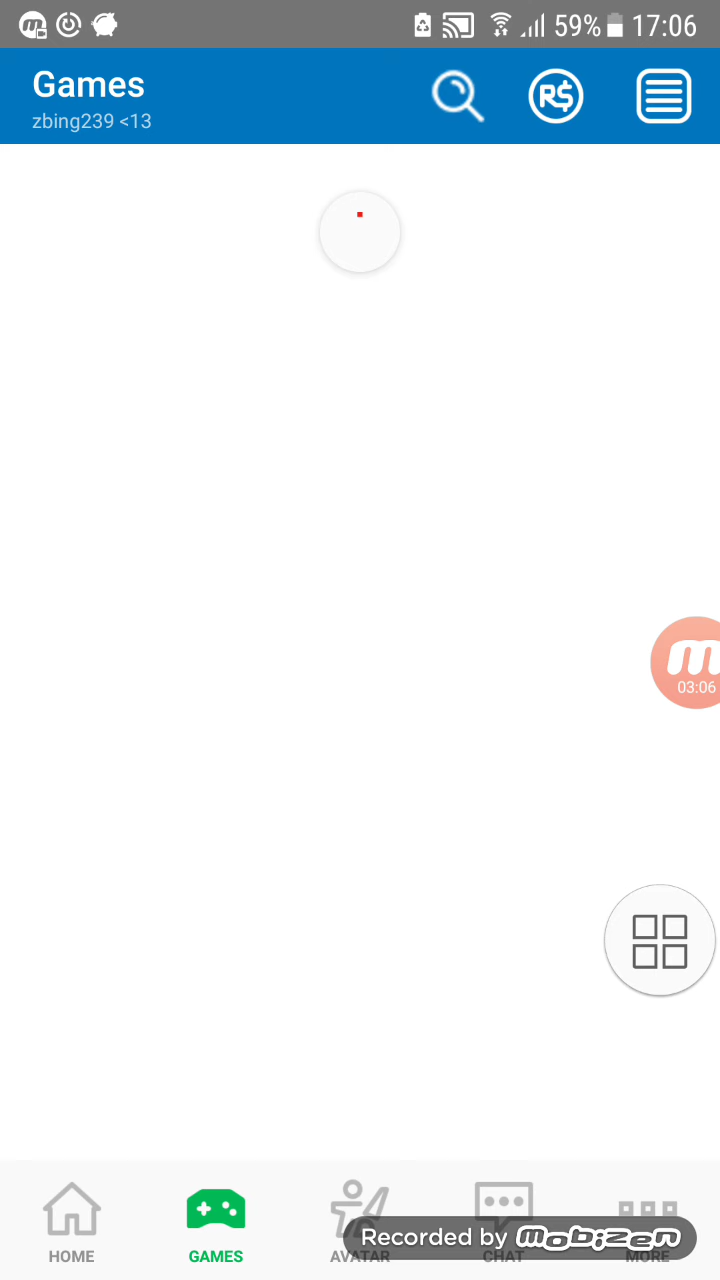 59% 17:06
Games
zbing239 <13
R$
m
03:06
HOME
GAMES
AVATAR
CHAT
MORE
Recorded by mobizen